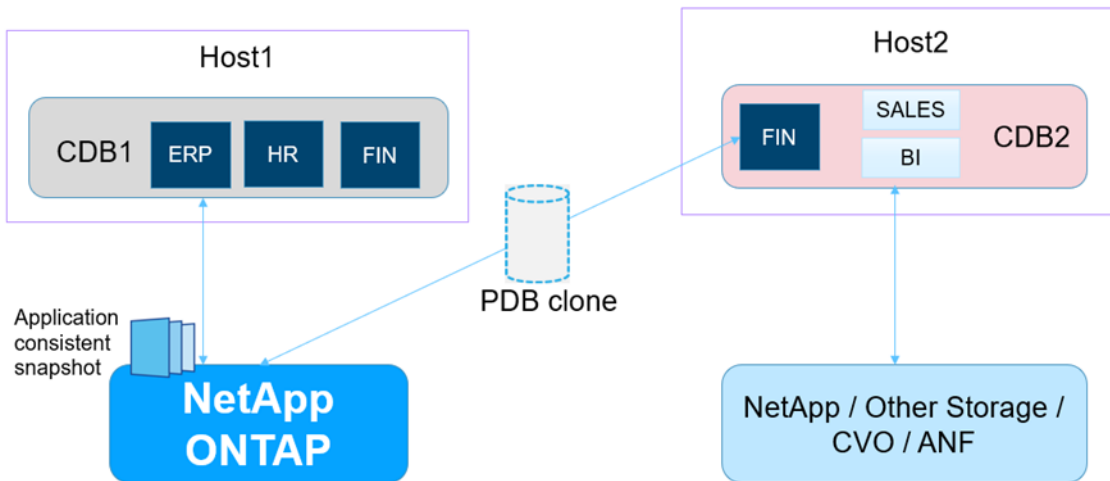 Host1
CDB1
ERP
HR
FIN
Host2
FIN
SALES
BI
CDB2
PDB clone
Application
consistent
snapshot
NetApp
ONTAP
NetApp / Other Storage /
CVO / ANF